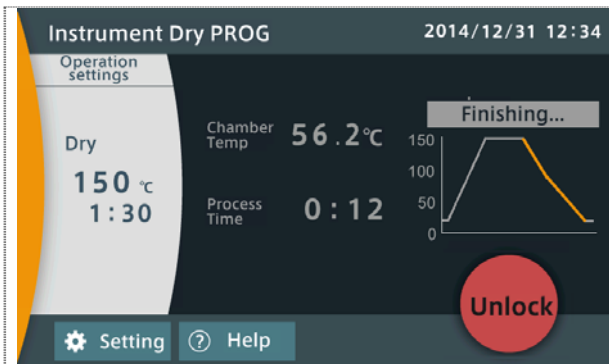 Instrument Dry PROG
2014/12/31 12:34
Operation
settings
Dry
150 ℃
1:30
Chamber
Temp
56.2℃
Process
Time
0:12
Finishing...
150
100
50
0
Unlock
Setting
? Help